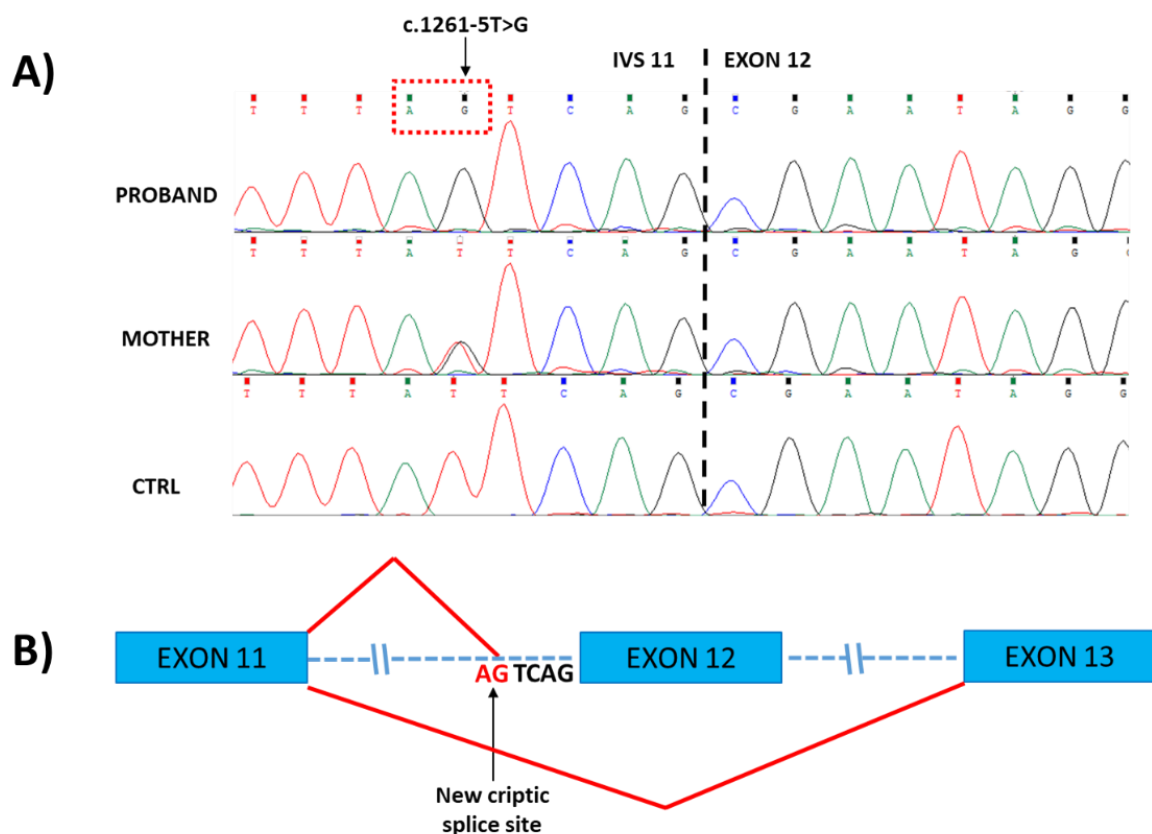 A)
c.1261-5T>G
IVS 11 EXON 12
T T T A G T C A G C G A A T A G G
PROBAND
T T T A T T C A G C G A A T A G
MOTHER
T T T A T T C A G C G A A T A G G
CTRL
B)
EXON 11 EXON 12 EXON 13
AG TCAG
New criptic
splice site